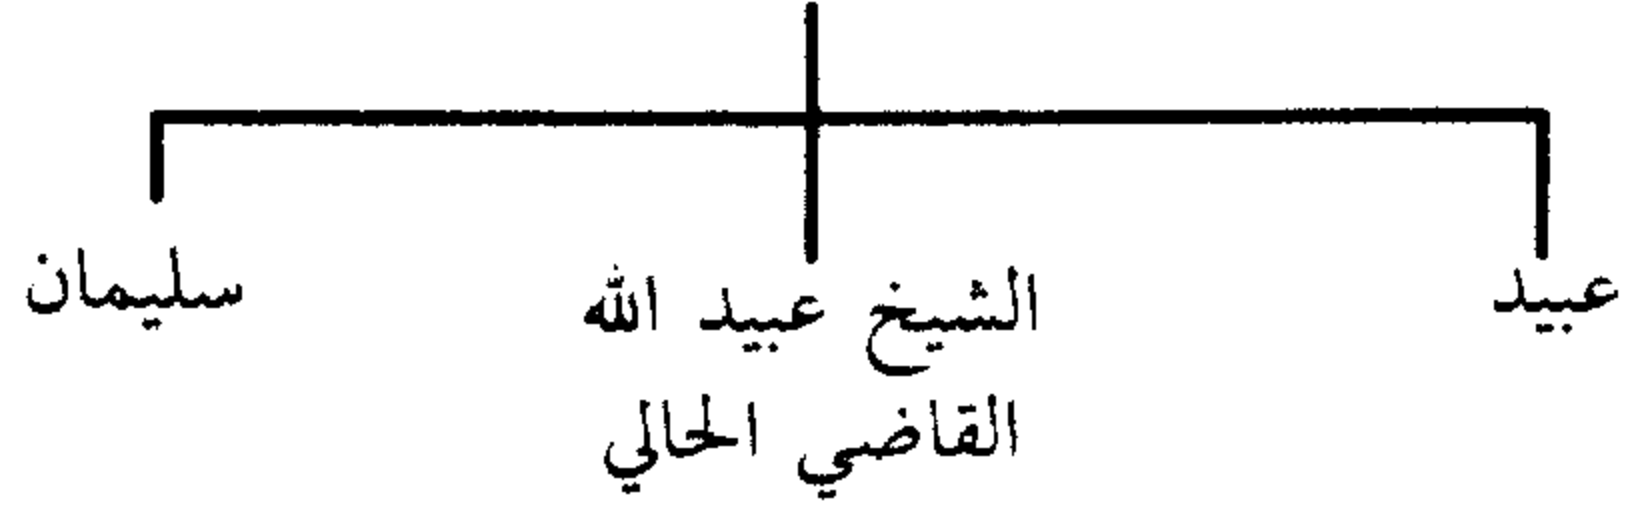 عبيد
الشيخ عبيد الله
القاضي الحالي
سليمان